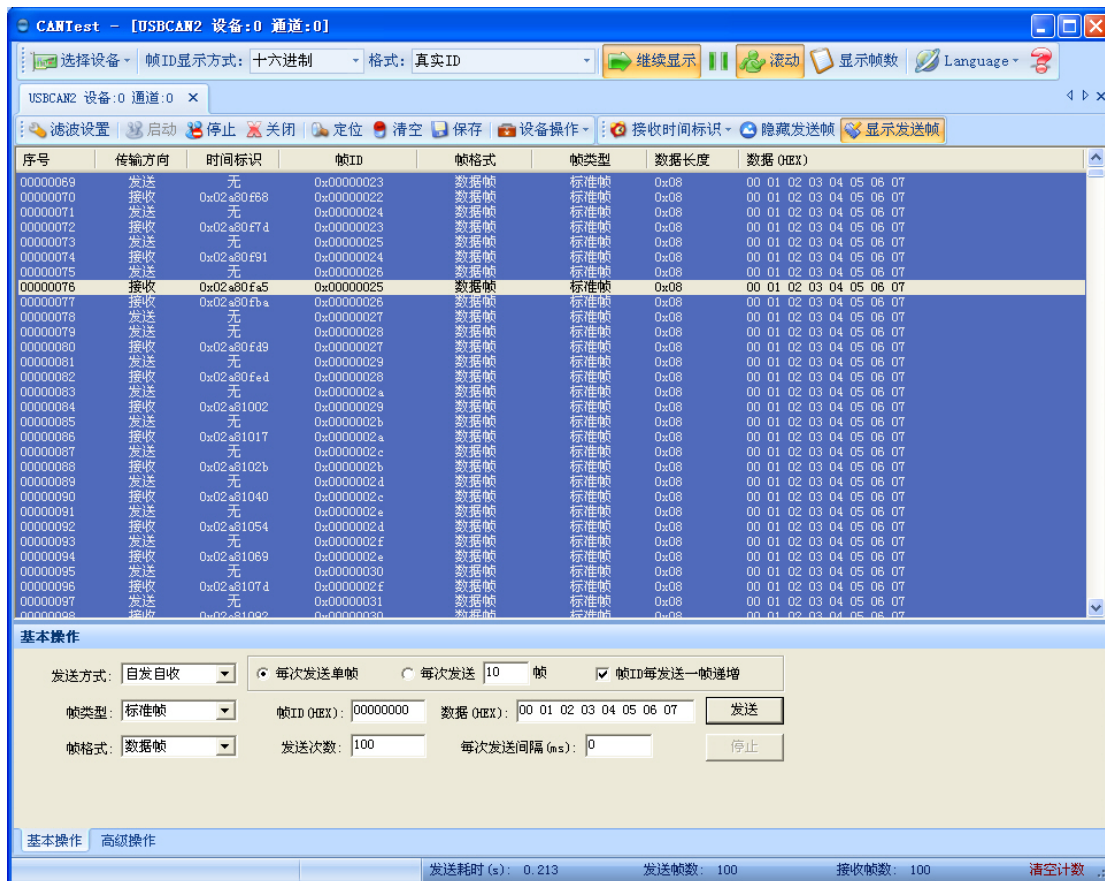 CANTest - [USBCAN2 设备:0 通道:0]
选择设备 帧ID显示方式: 十六进制 格式: 真实ID 继续显示 滚动 显示帧数 Language
USBCAN2 设备:0 通道:0
滤波设置 启动 停止 关闭 定位 清空 保存 设备操作 接收时间标识 隐藏发送帧 显示发送帧
序号 传输方向 时间标识 帧ID 帧格式 帧类型 数据长度 数据(HEX)
00000069 发送 无 0x00000023 数据帧 标准帧 0x08 00 01 02 03 04 05 06 07
00000070 接收 0x02a80f68 0x00000022 数据帧 标准帧 0x08 00 01 02 03 04 05 06 07
00000071 发送 无 0x00000024 数据帧 标准帧 0x08 00 01 02 03 04 05 06 07
00000072 接收 0x02a80f7d 0x00000023 数据帧 标准帧 0x08 00 01 02 03 04 05 06 07
00000073 发送 无 0x00000025 数据帧 标准帧 0x08 00 01 02 03 04 05 06 07
00000074 接收 0x02a80f91 0x00000024 数据帧 标准帧 0x08 00 01 02 03 04 05 06 07
00000075 发送 无 0x00000026 数据帧 标准帧 0x08 00 01 02 03 04 05 06 07
00000076 接收 0x02a80fa5 0x00000025 数据帧 标准帧 0x08 00 01 02 03 04 05 06 07
00000077 接收 0x02a80fba 0x00000026 数据帧 标准帧 0x08 00 01 02 03 04 05 06 07
00000078 发送 无 0x00000027 数据帧 标准帧 0x08 00 01 02 03 04 05 06 07
00000079 发送 无 0x00000028 数据帧 标准帧 0x08 00 01 02 03 04 05 06 07
00000080 接收 0x02a80fd9 0x00000027 数据帧 标准帧 0x08 00 01 02 03 04 05 06 07
00000081 发送 无 0x00000029 数据帧 标准帧 0x08 00 01 02 03 04 05 06 07
00000082 接收 0x02a80fed 0x00000028 数据帧 标准帧 0x08 00 01 02 03 04 05 06 07
00000083 发送 无 0x0000002a 数据帧 标准帧 0x08 00 01 02 03 04 05 06 07
00000084 接收 0x02a81002 0x00000029 数据帧 标准帧 0x08 00 01 02 03 04 05 06 07
00000085 发送 无 0x0000002b 数据帧 标准帧 0x08 00 01 02 03 04 05 06 07
00000086 接收 0x02a81017 0x0000002a 数据帧 标准帧 0x08 00 01 02 03 04 05 06 07
00000087 发送 无 0x0000002c 数据帧 标准帧 0x08 00 01 02 03 04 05 06 07
00000088 接收 0x02a8102b 0x0000002b 数据帧 标准帧 0x08 00 01 02 03 04 05 06 07
00000089 发送 无 0x0000002d 数据帧 标准帧 0x08 00 01 02 03 04 05 06 07
00000090 接收 0x02a81040 0x0000002c 数据帧 标准帧 0x08 00 01 02 03 04 05 06 07
00000091 发送 无 0x0000002e 数据帧 标准帧 0x08 00 01 02 03 04 05 06 07
00000092 接收 0x02a81054 0x0000002d 数据帧 标准帧 0x08 00 01 02 03 04 05 06 07
00000093 发送 无 0x0000002f 数据帧 标准帧 0x08 00 01 02 03 04 05 06 07
00000094 接收 0x02a81069 0x0000002e 数据帧 标准帧 0x08 00 01 02 03 04 05 06 07
00000095 发送 无 0x00000030 数据帧 标准帧 0x08 00 01 02 03 04 05 06 07
00000096 接收 0x02a8107d 0x0000002f 数据帧 标准帧 0x08 00 01 02 03 04 05 06 07
00000097 发送 无 0x00000031 数据帧 标准帧 0x08 00 01 02 03 04 05 06 07
00000098 接收 0x02a81092 0x00000030 数据帧 标准帧 0x08 00 01 02 03 04 05 06 07
基本操作
发送方式: 自发自收 每次发送单帧 每次发送 10 帧 帧ID每发送一帧递增
帧类型: 标准帧 帧ID(HEX): 00000000 数据(HEX): 00 01 02 03 04 05 06 07 发送
帧格式: 数据帧 发送次数: 100 每次发送间隔(ms): 0 停止
基本操作 高级操作
发送耗时(s): 0.213 发送帧数: 100 接收帧数: 100 清空计数